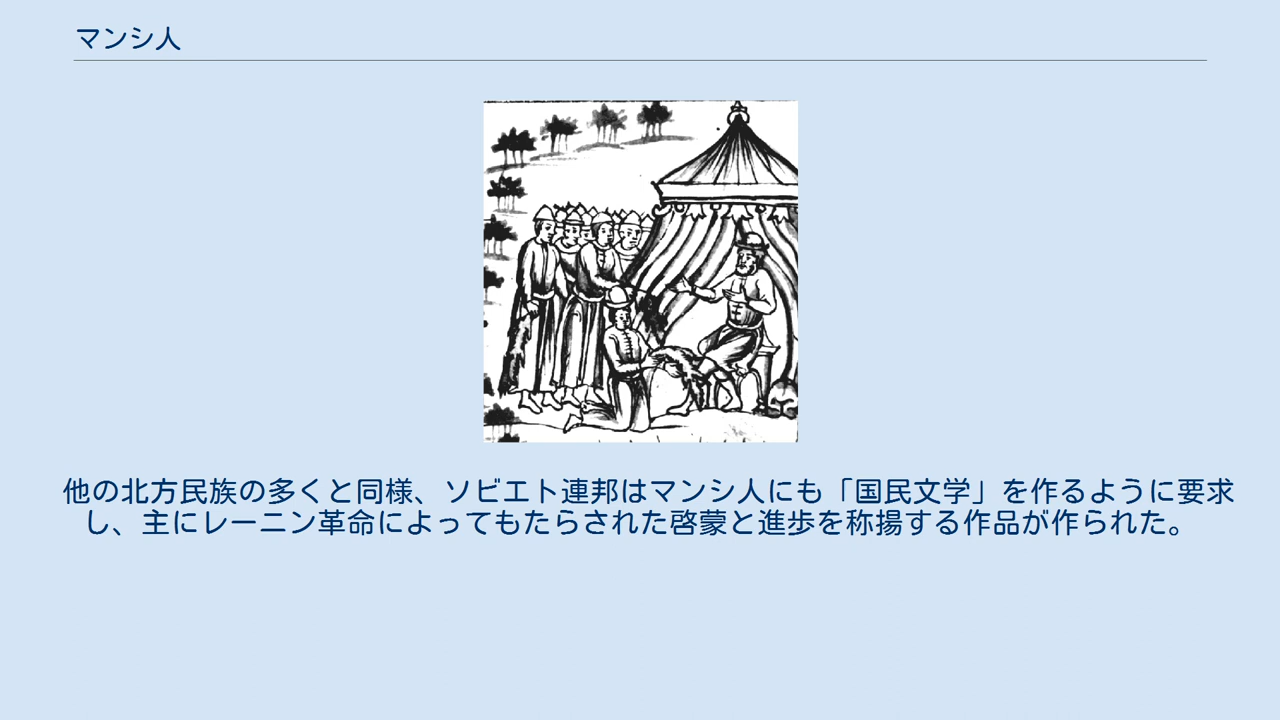 マンシ人
他の北方民族の多くと同様、ソビエト連邦はマンシ人にも「国民文学」を作るように要求
し、主にレーニン革命によってもたらされた啓蒙と進歩を称揚する作品が作られた。